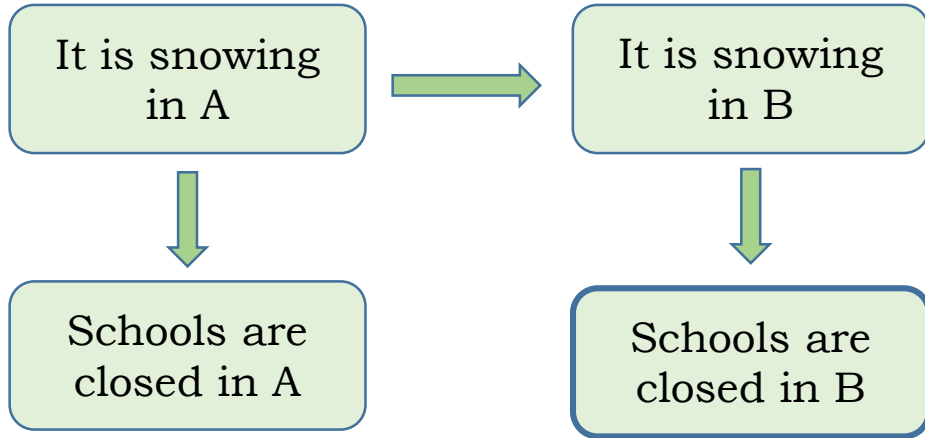 It is snowing
in A
It is snowing
in B
Schools are
closed in A
Schools are
closed in B